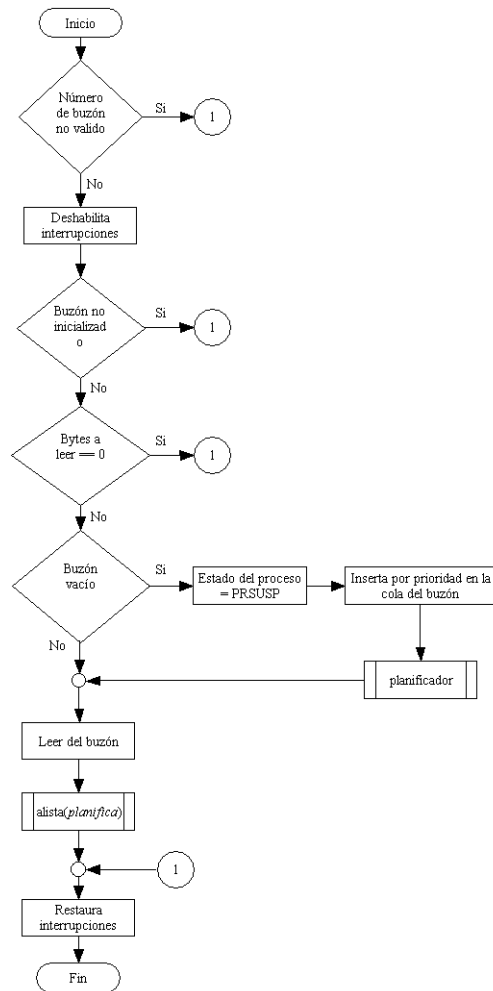 Inicio
Número
de buzón
no valido
Si
1
No
Deshabilita
interrupciones
Buzón no
inicializad
o
Si
1
No
Bytes a
leer == 0
Si
1
No
Buzón
vacío
Si
Estado del proceso
= PRSUSP
Inserta por prioridad en la
cola del buzón
No
planificador
Leer del buzón
alista(planifica)
1
Restaura
interrupciones
Fin